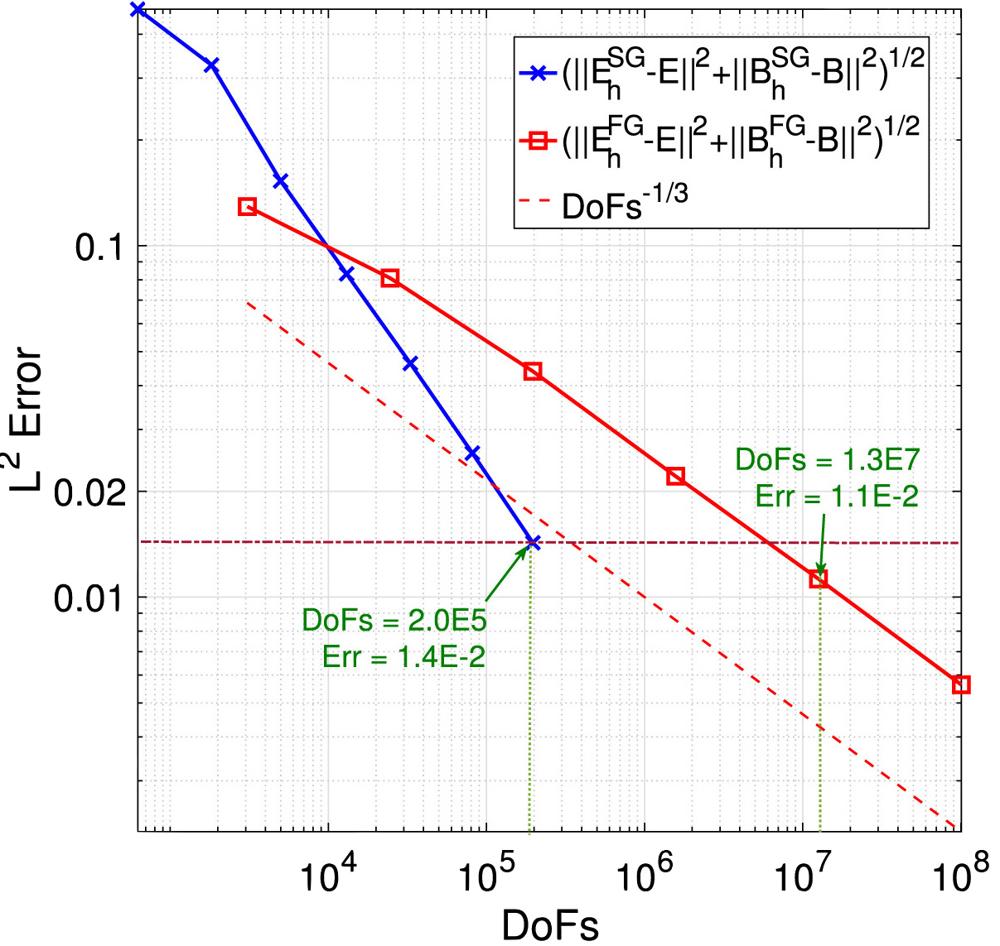 (||E_h^SG-E||^2+||B_h^SG-B||^2)^1/2
(||E_h^FG-E||^2+||B_h^FG-B||^2)^1/2
DoFs^-1/3
0.1
0.02
0.01
L^2 Error
DoFs = 1.3E7
Err = 1.1E-2
DoFs = 2.0E5
Err = 1.4E-2
10^4 10^5 10^6 10^7 10^8
DoFs